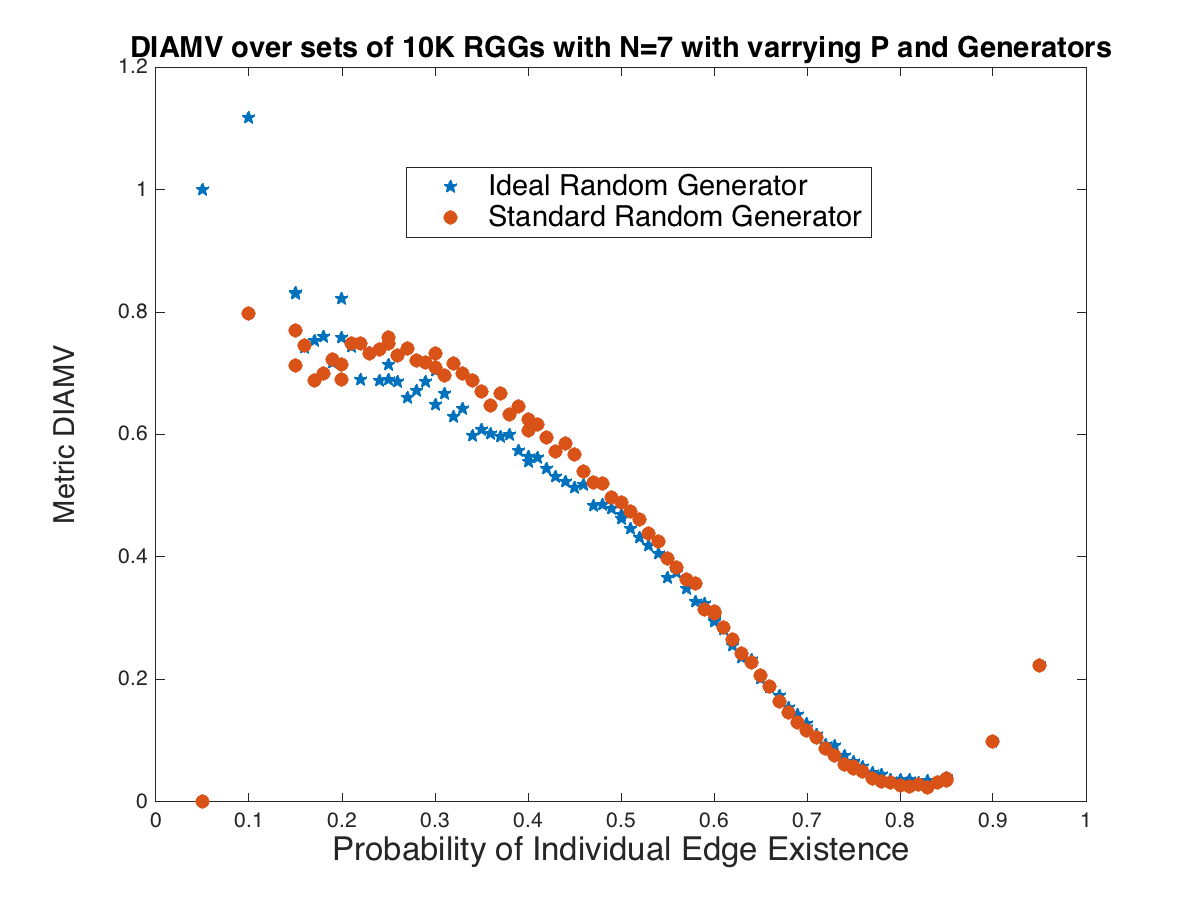 DIAMV over sets of 10K RGGs with N=7 with varrying P and Generators
1.2
1
0.8
0.6
0.4
0.2
0
Metric DIAMV
Ideal Random Generator
Standard Random Generator
0 0.1 0.2 0.3 0.4 0.5 0.6 0.7 0.8 0.9 1
Probability of Individual Edge Existence